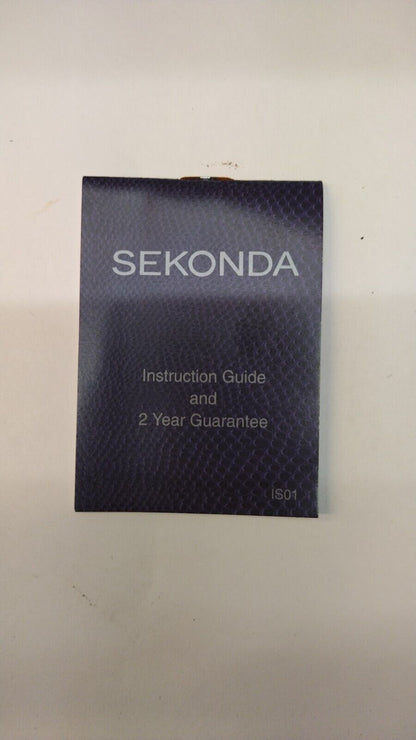 SEKONDA
Instruction Guide
and
2 Year Guarantee
IS01